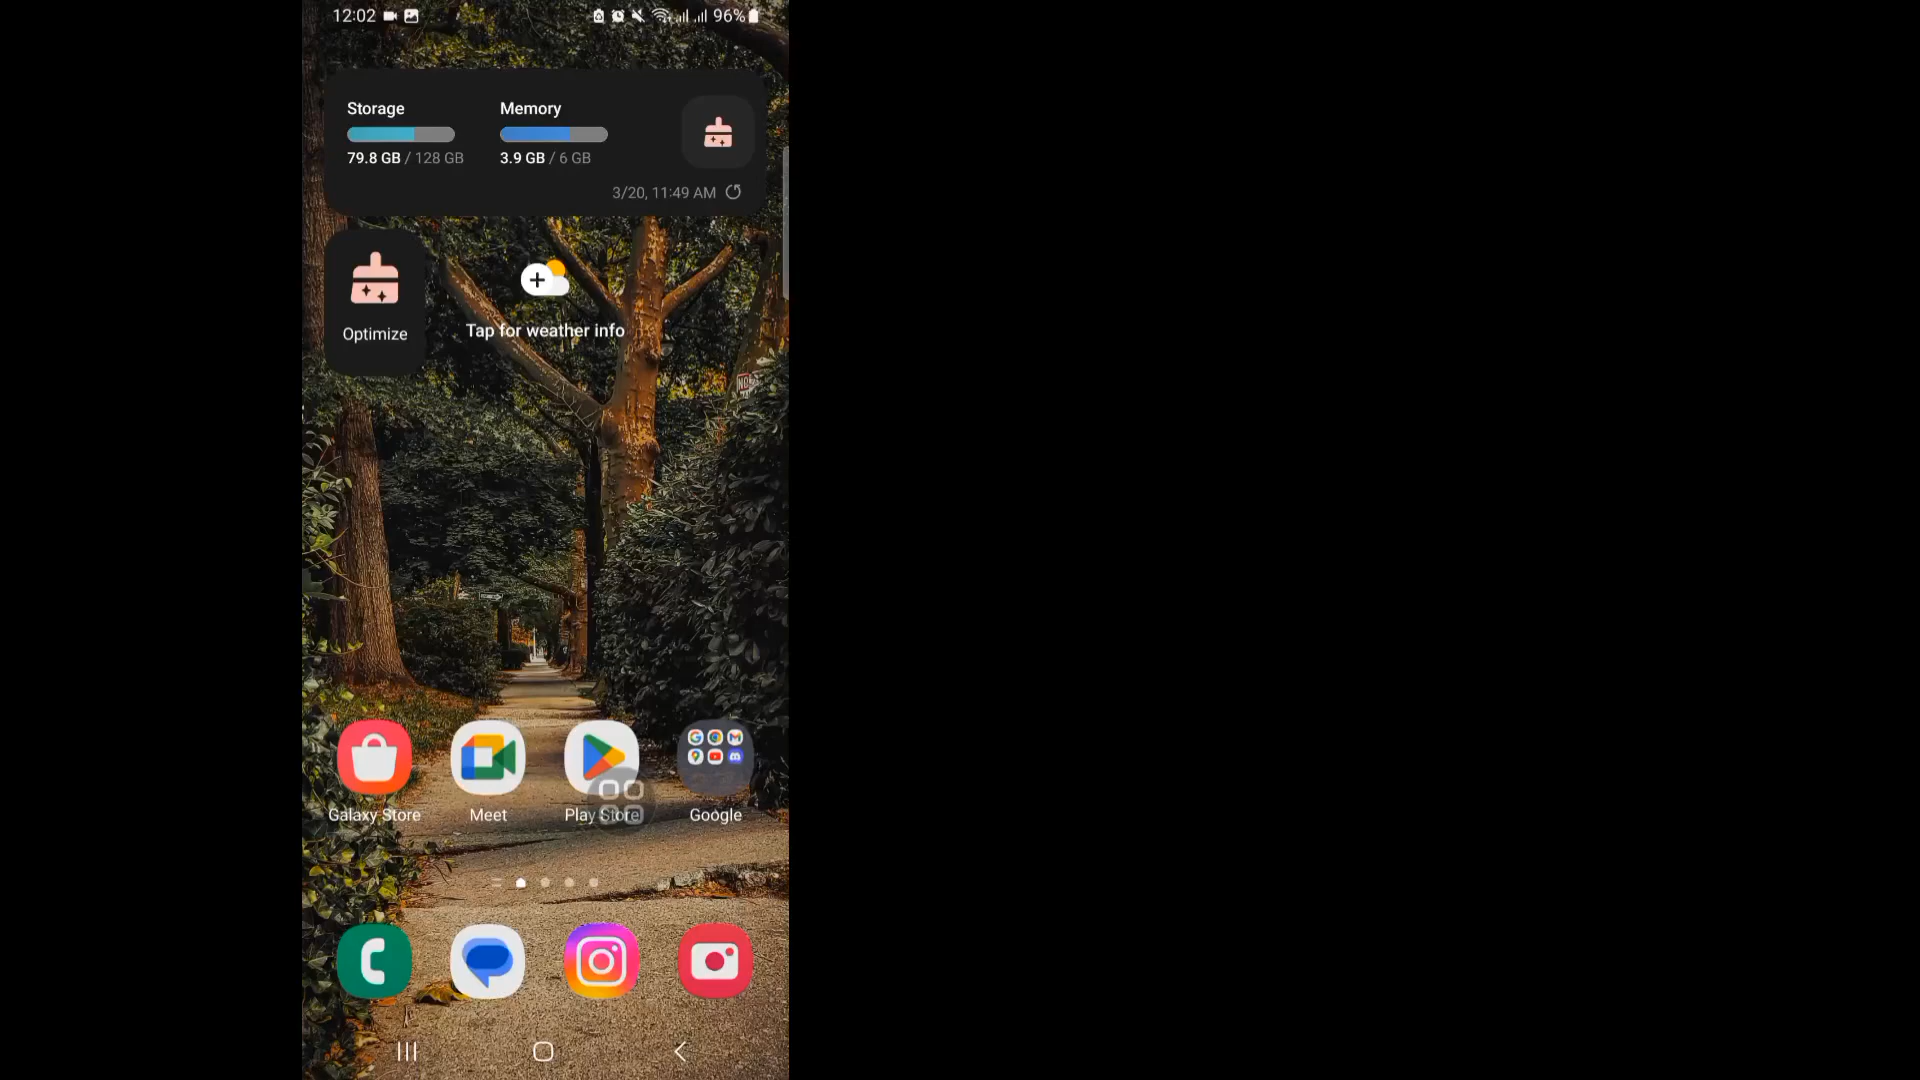 12:02 96%
Storage Memory
79.8 GB / 128 GB 3.9 GB / 6 GB
3/20, 11:49 AM
Optimize
Tap for weather info
Galaxy Store Meet Play Store Google